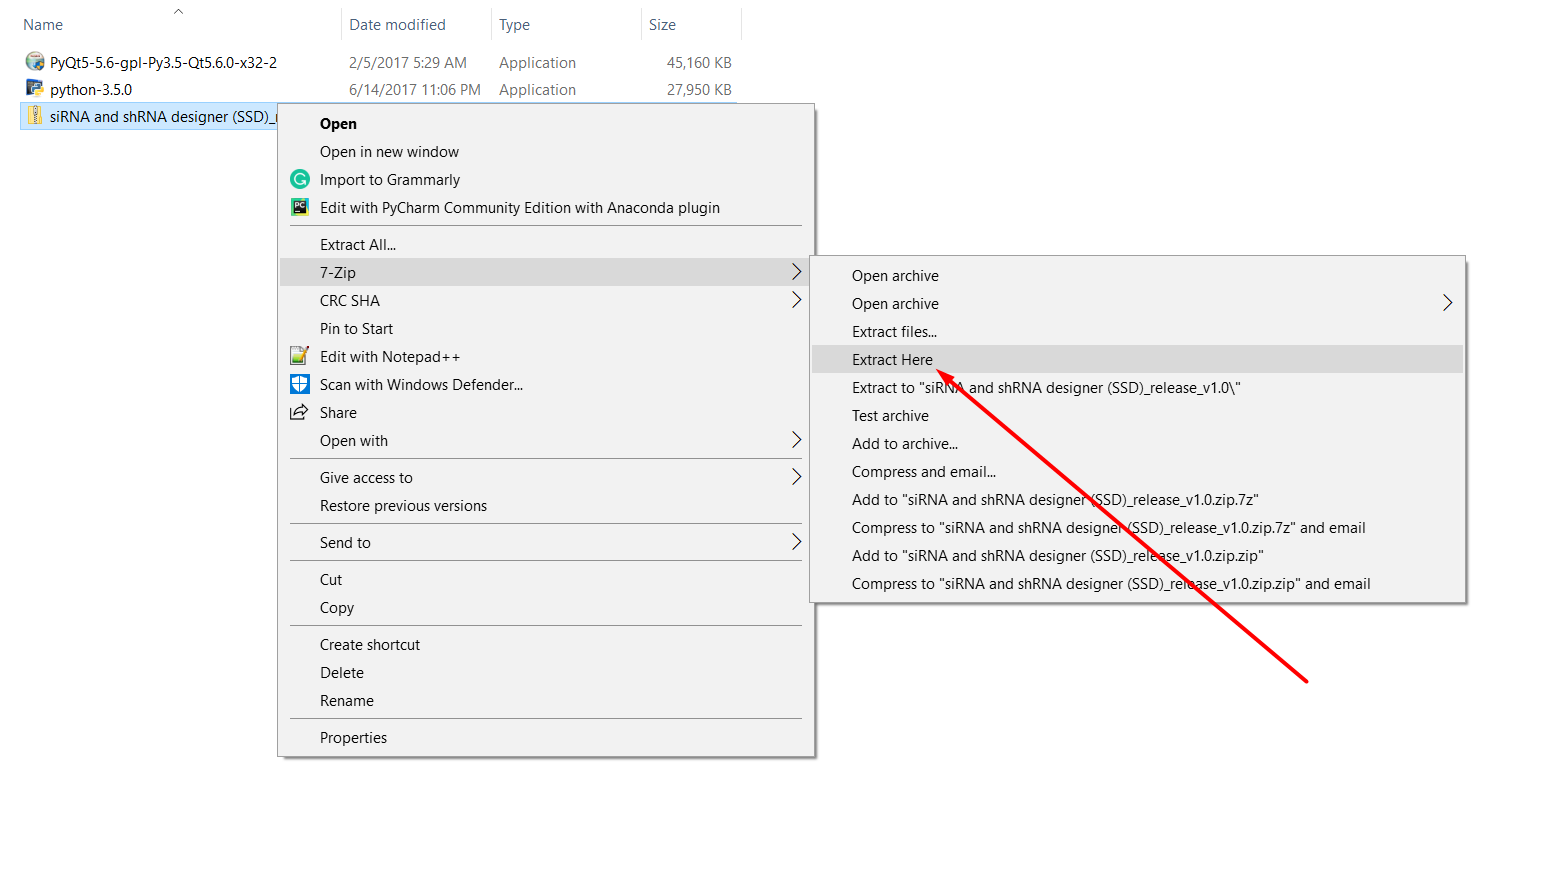 Name Date modified Type Size
PyQt5-5.6-gpl-Py3.5-Qt5.6.0-x32-2 2/5/2017 5:29 AM Application 45,160 KB
python-3.5.0 6/14/2017 11:06 PM Application 27,950 KB
siRNA and shRNA designer (SSD)_
Open
Open in new window
Import to Grammarly
Edit with PyCharm Community Edition with Anaconda plugin
Extract All...
7-Zip
CRC SHA
Pin to Start
Edit with Notepad++
Scan with Windows Defender...
Share
Open with
Give access to
Restore previous versions
Send to
Cut
Copy
Create shortcut
Delete
Rename
Properties
Open archive
Open archive
Extract files...
Extract Here
Extract to "siRNA and shRNA designer (SSD)_release_v1.0\"
Test archive
Add to archive...
Compress and email...
Add to "siRNA and shRNA designer (SSD)_release_v1.0.zip.7z"
Compress to "siRNA and shRNA designer (SSD)_release_v1.0.zip.7z" and email
Add to "siRNA and shRNA designer (SSD)_release_v1.0.zip.zip"
Compress to "siRNA and shRNA designer (SSD)_release_v1.0.zip.zip" and email